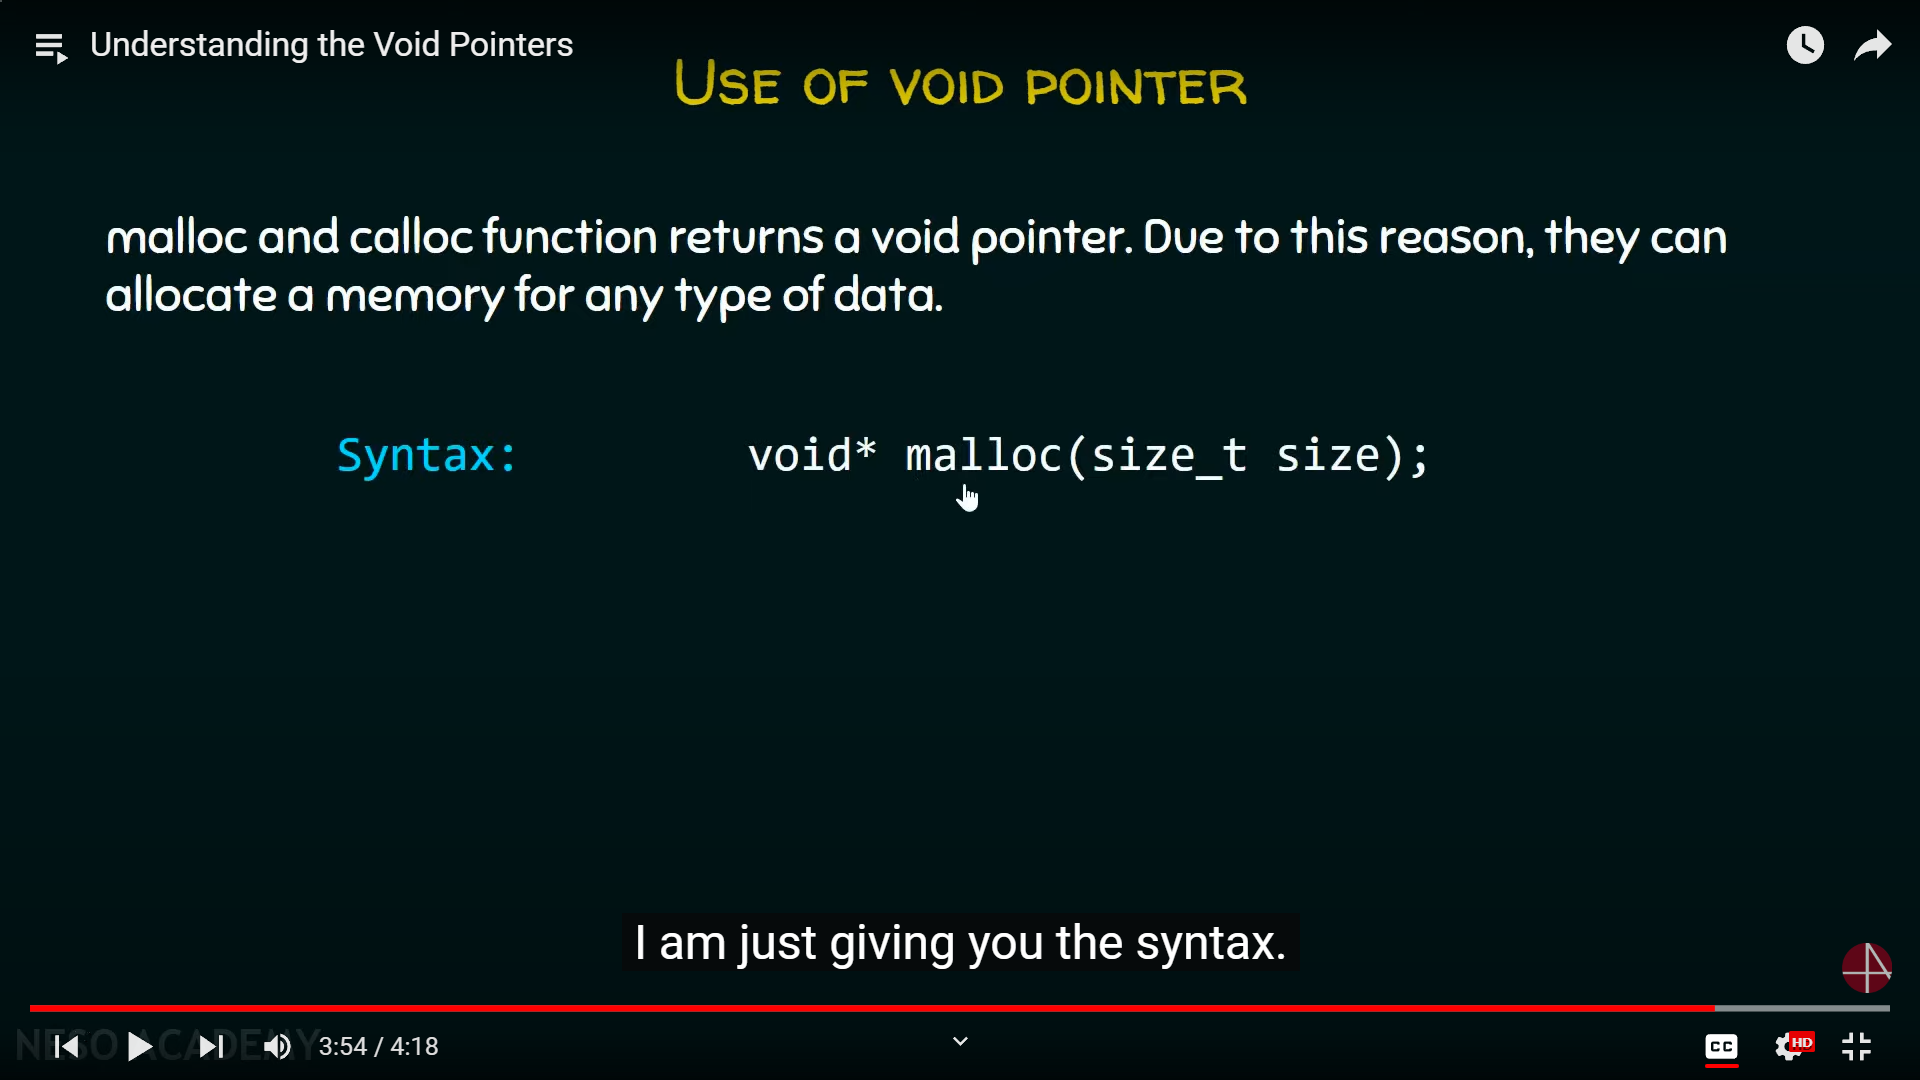 Understanding the Void Pointers
USE OF VOID POINTER
malloc and calloc function returns a void pointer. Due to this reason, they can
allocate a memory for any type of data.
Syntax: void* malloc(size_t size);
I am just giving you the syntax.
NESO ACADEMY
3:54 / 4:18
CC
HD